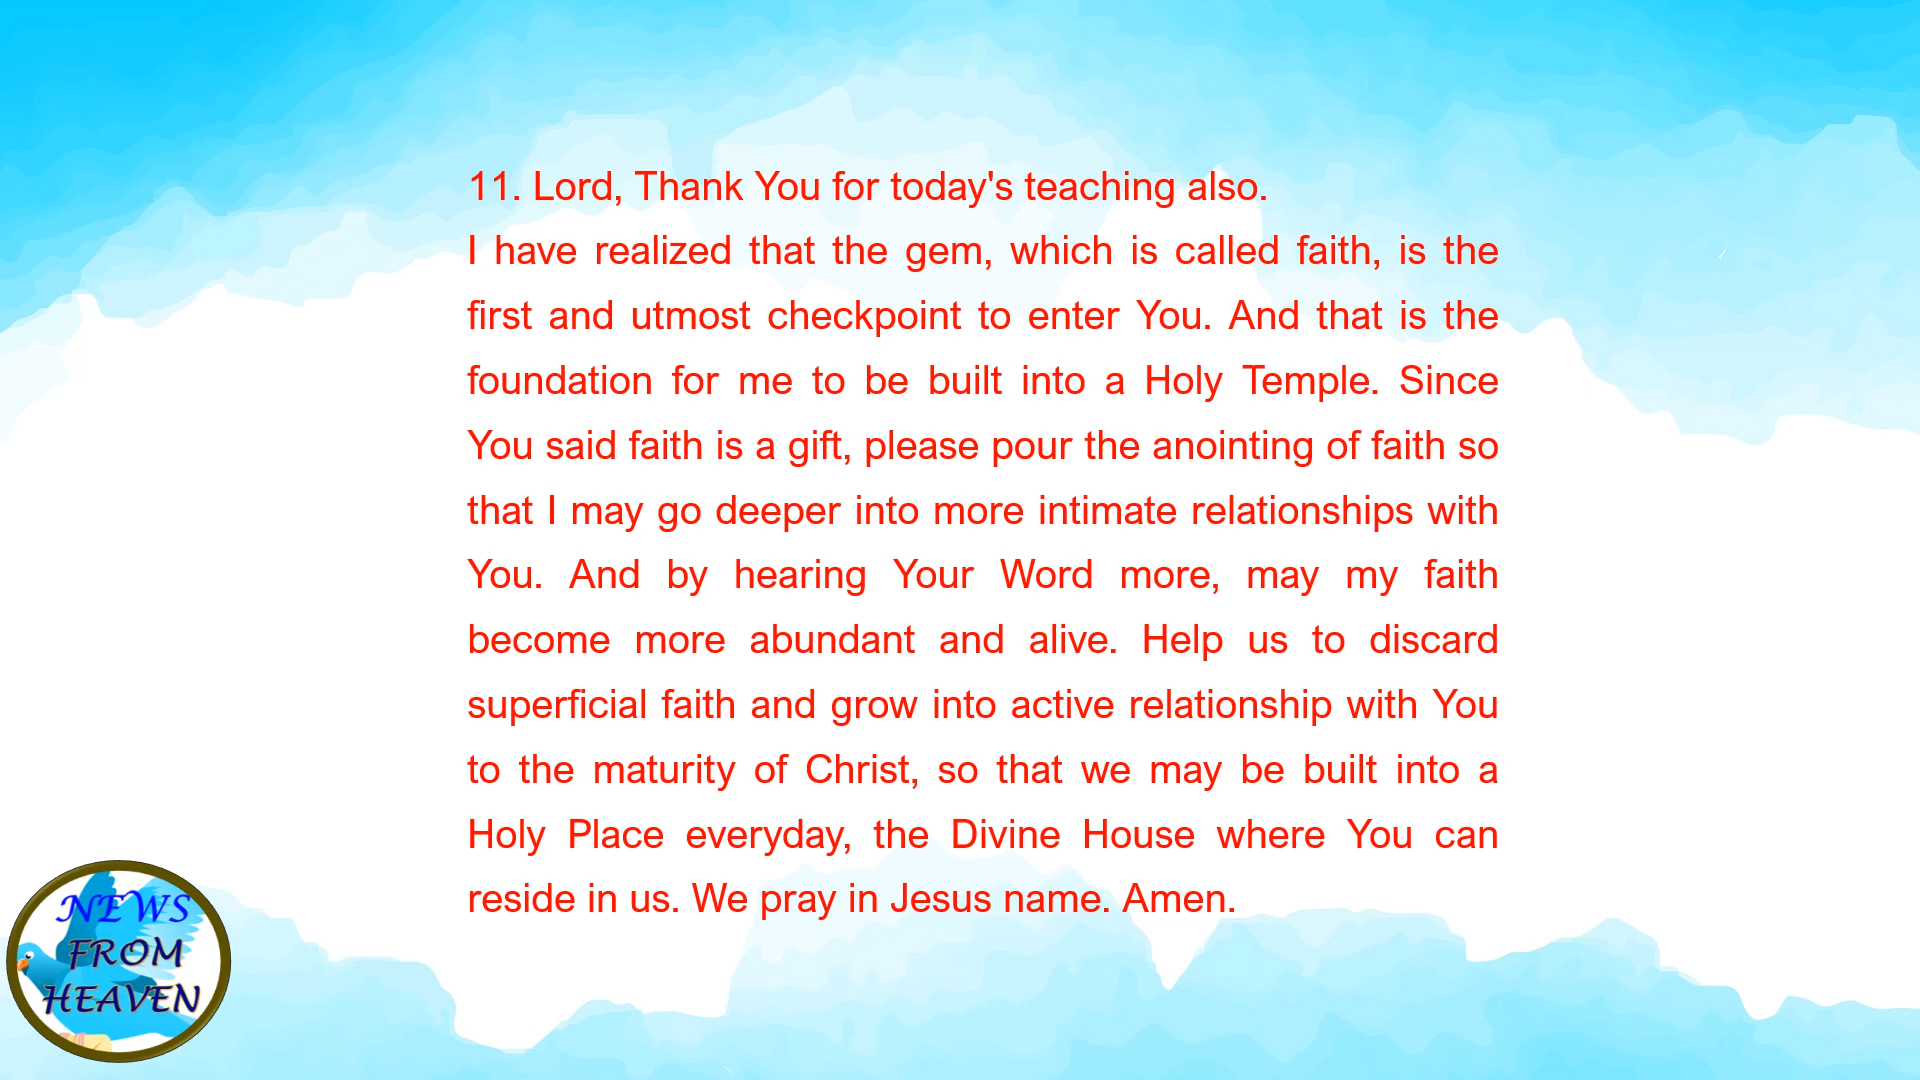 11. Lord, Thank You for today's teaching also.
I have realized that the gem, which is called faith, is the
first and utmost checkpoint to enter You. And that is the
foundation for me to be built into a Holy Temple. Since
You said faith is a gift, please pour the anointing of faith so
that I may go deeper into more intimate relationships with
You. And by hearing Your Word more, may my faith
become more abundant and alive. Help us to discard
superficial faith and grow into active relationship with You
to the maturity of Christ, so that we may be built into a
Holy Place everyday, the Divine House where You can
reside in us. We pray in Jesus name. Amen.
NEWS
FROM
HEAVEN